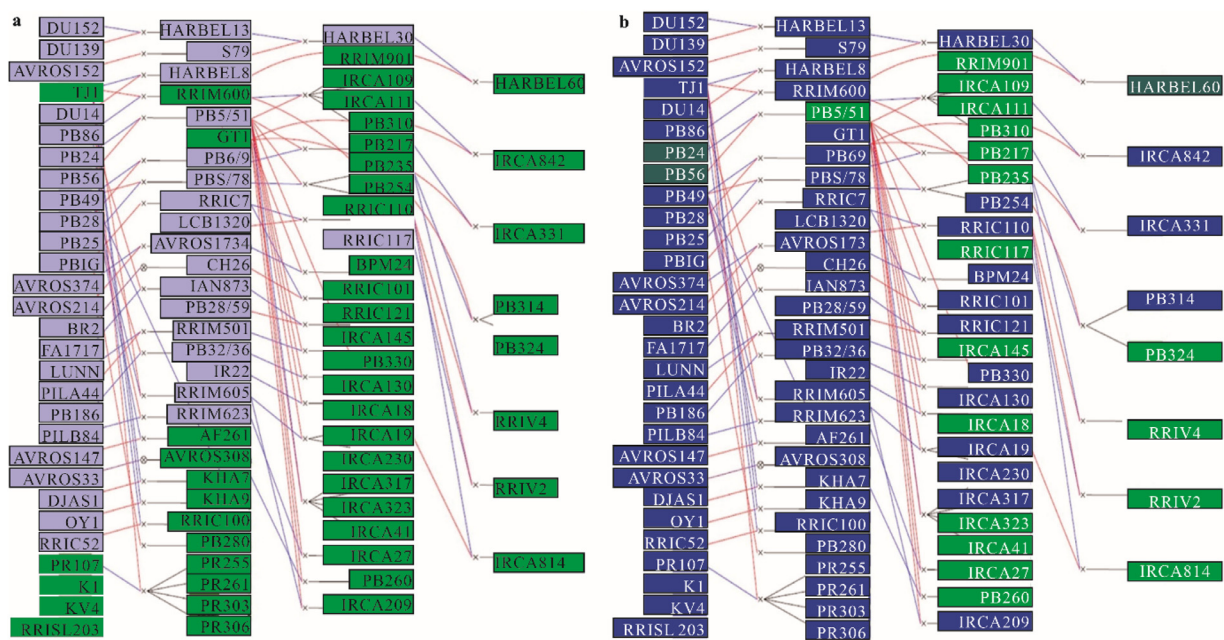 a
DU152
DU139
AVROS152
TJ1
DU14
PB86
PB24
PB56
PB49
PB28
PB25
PBIG
AVROS374
AVROS214
BR2
FA1717
LUNN
PILA44
PB186
PILB84
AVROS147
AVROS33
DJAS1
OY1
RRIC52
PR107
K1
KV4
RRISL203
HARBEL13
S79
HARBEL8
RRIM600
PB5/51
GT1
PB6/9
PBS/78
RRIC7
LCB1320
AVROS1734
CH26
IAN873
PB28/59
RRIM501
PB32/36
IR22
RRIM605
RRIM623
AF261
AVROS308
KHA7
KHA9
RRIC100
PB280
PR255
PR261
PR303
PR306
HARBEL30
RRIM901
IRCA109
IRCA111
PB310
PB217
PB235
PB254
RRIC110
RRIC117
BPM24
RRIC101
RRIC121
IRCA145
PB330
IRCA130
IRCA18
IRCA19
IRCA230
IRCA317
IRCA323
IRCA41
IRCA27
PB260
IRCA209
HARBEL60
IRCA842
IRCA331
PB314
PB324
RRIV4
RRIV2
IRCA814
b
DU152
DU139
AVROS152
TJ1
DU14
PB86
PB24
PB56
PB49
PB28
PB25
PBIG
AVROS374
AVROS214
BR2
FA1717
LUNN
PILA44
PB186
PILB84
AVROS147
AVROS33
DJAS1
OY1
RRIC52
PR107
K1
KV4
RRISL203
HARBEL13
S79
HARBEL8
RRIM600
PB5/51
GT1
PB69
PBS/78
RRIC7
LCB1320
AVROS173
CH26
IAN873
PB28/59
RRIM501
PB32/36
IR22
RRIM605
RRIM623
AF261
AVROS308
KHA7
KHA9
RRIC100
PB280
PR255
PR261
PR303
PR306
HARBEL30
RRIM901
IRCA109
IRCA111
PB310
PB217
PB235
PB254
RRIC110
RRIC117
BPM24
RRIC101
RRIC121
IRCA145
PB330
IRCA130
IRCA18
IRCA19
IRCA230
IRCA317
IRCA323
IRCA41
IRCA27
PB260
IRCA209
HARBEL60
IRCA842
IRCA331
PB314
PB324
RRIV4
RRIV2
IRCA814